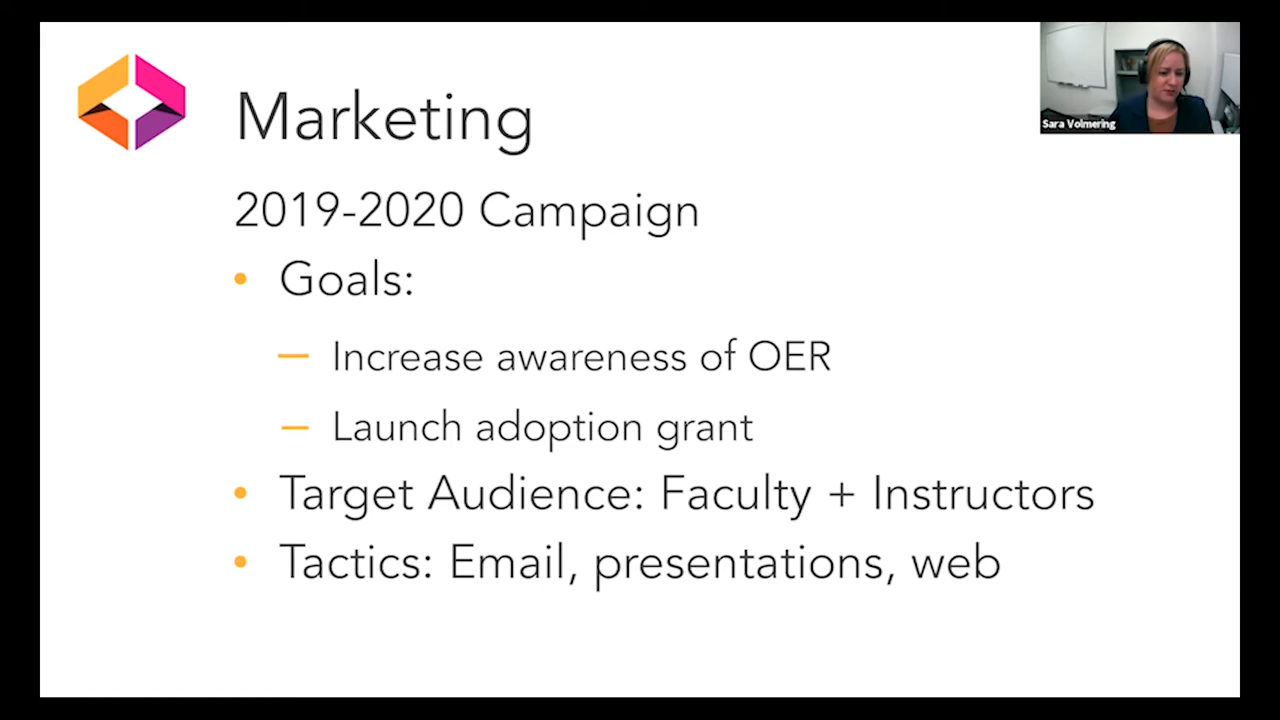 Marketing
Sara Volmering
2019-2020 Campaign
• Goals:
— Increase awareness of OER
— Launch adoption grant
• Target Audience: Faculty + Instructors
• Tactics: Email, presentations, web